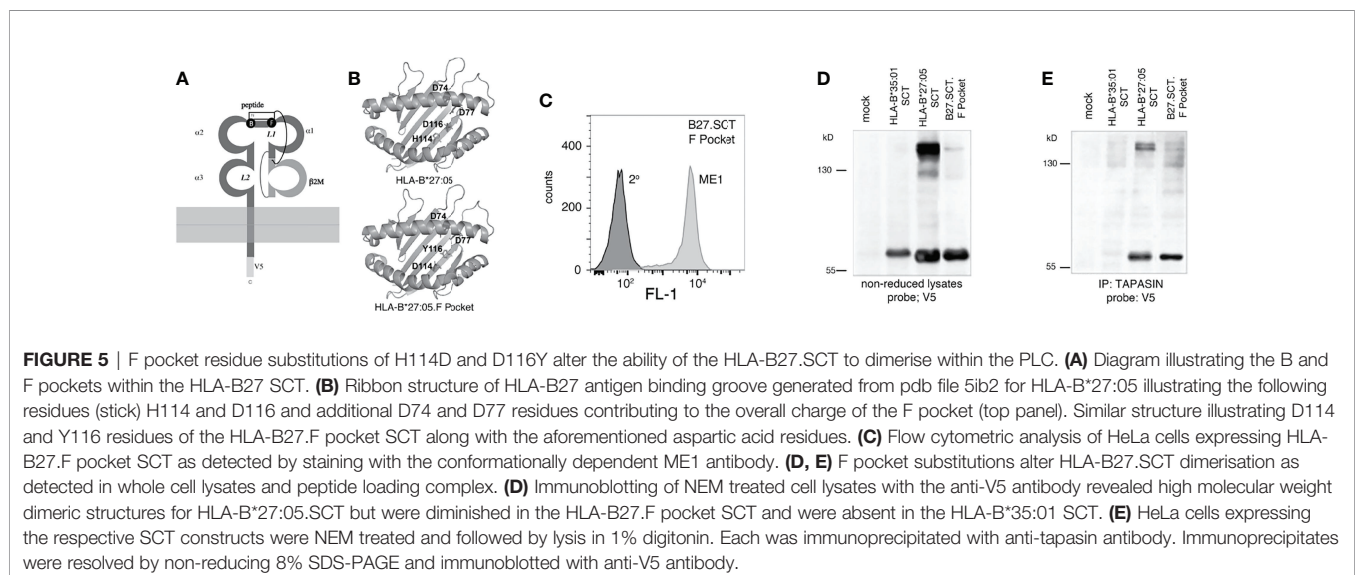 A
peptide
B
F
L1
α2
α1
α3
L2
β2M
V5
C
B
D74
D77
D116
H114
HLA-B*27:05
D74
D77
Y116
D114
HLA-B*27:05.F Pocket
C
B27.SCT
F Pocket
400
200
0
counts
2°
ME1
10²
10⁴
FL-1
D
mock
HLA-B*35:01
SCT
HLA-B*27:05
SCT
B27.SCT.
F Pocket
kD
130
55
non-reduced lysates
probe; V5
E
mock
HLA-B*35:01
SCT
HLA-B*27:05
SCT
B27.SCT.
F Pocket
kD
130
55
IP: TAPASIN
probe: V5
FIGURE 5 | F pocket residue substitutions of H114D and D116Y alter the ability of the HLA-B27.SCT to dimerise within the PLC. (A) Diagram illustrating the B and
F pockets within the HLA-B27 SCT. (B) Ribbon structure of HLA-B27 antigen binding groove generated from pdb file 5ib2 for HLA-B*27:05 illustrating the following
residues (stick) H114 and D116 and additional D74 and D77 residues contributing to the overall charge of the F pocket (top panel). Similar structure illustrating D114
and Y116 residues of the HLA-B27.F pocket SCT along with the aforementioned aspartic acid residues. (C) Flow cytometric analysis of HeLa cells expressing HLA-
B27.F pocket SCT as detected by staining with the conformationally dependent ME1 antibody. (D, E) F pocket substitutions alter HLA-B27.SCT dimerisation as
detected in whole cell lysates and peptide loading complex. (D) Immunoblotting of NEM treated cell lysates with the anti-V5 antibody revealed high molecular weight
dimeric structures for HLA-B*27:05.SCT but were diminished in the HLA-B27.F pocket SCT and were absent in the HLA-B*35:01 SCT. (E) HeLa cells expressing
the respective SCT constructs were NEM treated and followed by lysis in 1% digitonin. Each was immunoprecipitated with anti-tapasin antibody. Immunoprecipitates
were resolved by non-reducing 8% SDS-PAGE and immunoblotted with anti-V5 antibody.